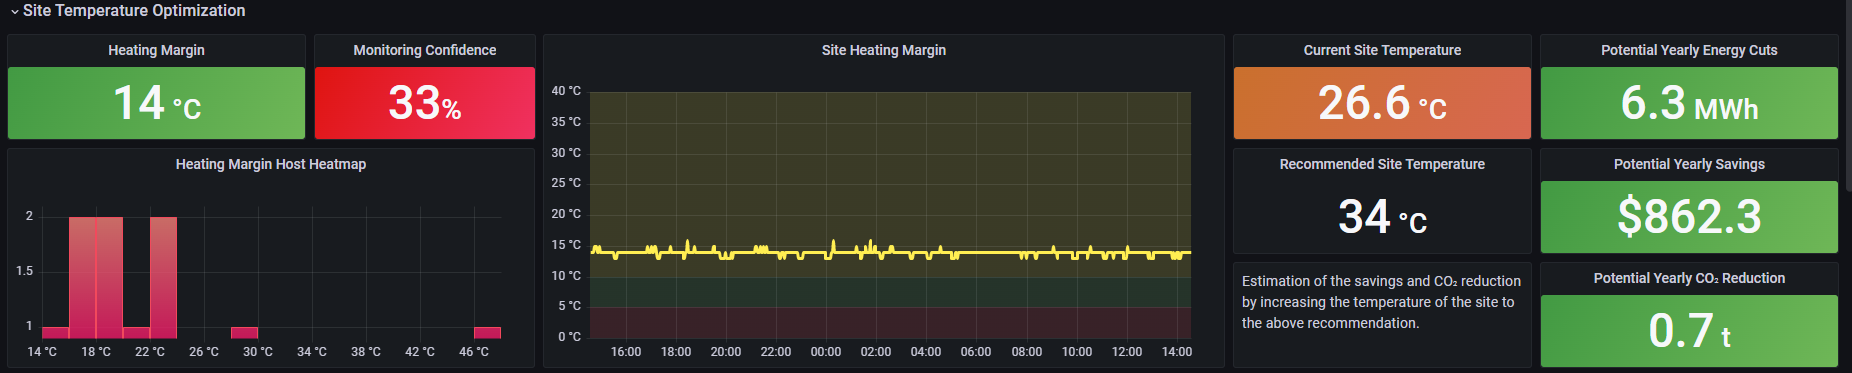 Site Temperature Optimization
Heating Margin
14 °C
Monitoring Confidence
33%
Heating Margin Host Heatmap
2
1.5
1
14 °C 18 °C 22 °C 26 °C 30 °C 34 °C 38 °C 42 °C 46 °C
Site Heating Margin
40 °C
35 °C
30 °C
25 °C
20 °C
15 °C
10 °C
5 °C
0 °C
16:00 18:00 20:00 22:00 00:00 02:00 04:00 06:00 08:00 10:00 12:00 14:00
Current Site Temperature
26.6 °C
Recommended Site Temperature
34 °C
Estimation of the savings and CO₂ reduction
by increasing the temperature of the site to
the above recommendation.
Potential Yearly Energy Cuts
6.3 MWh
Potential Yearly Savings
$862.3
Potential Yearly CO₂ Reduction
0.7 t